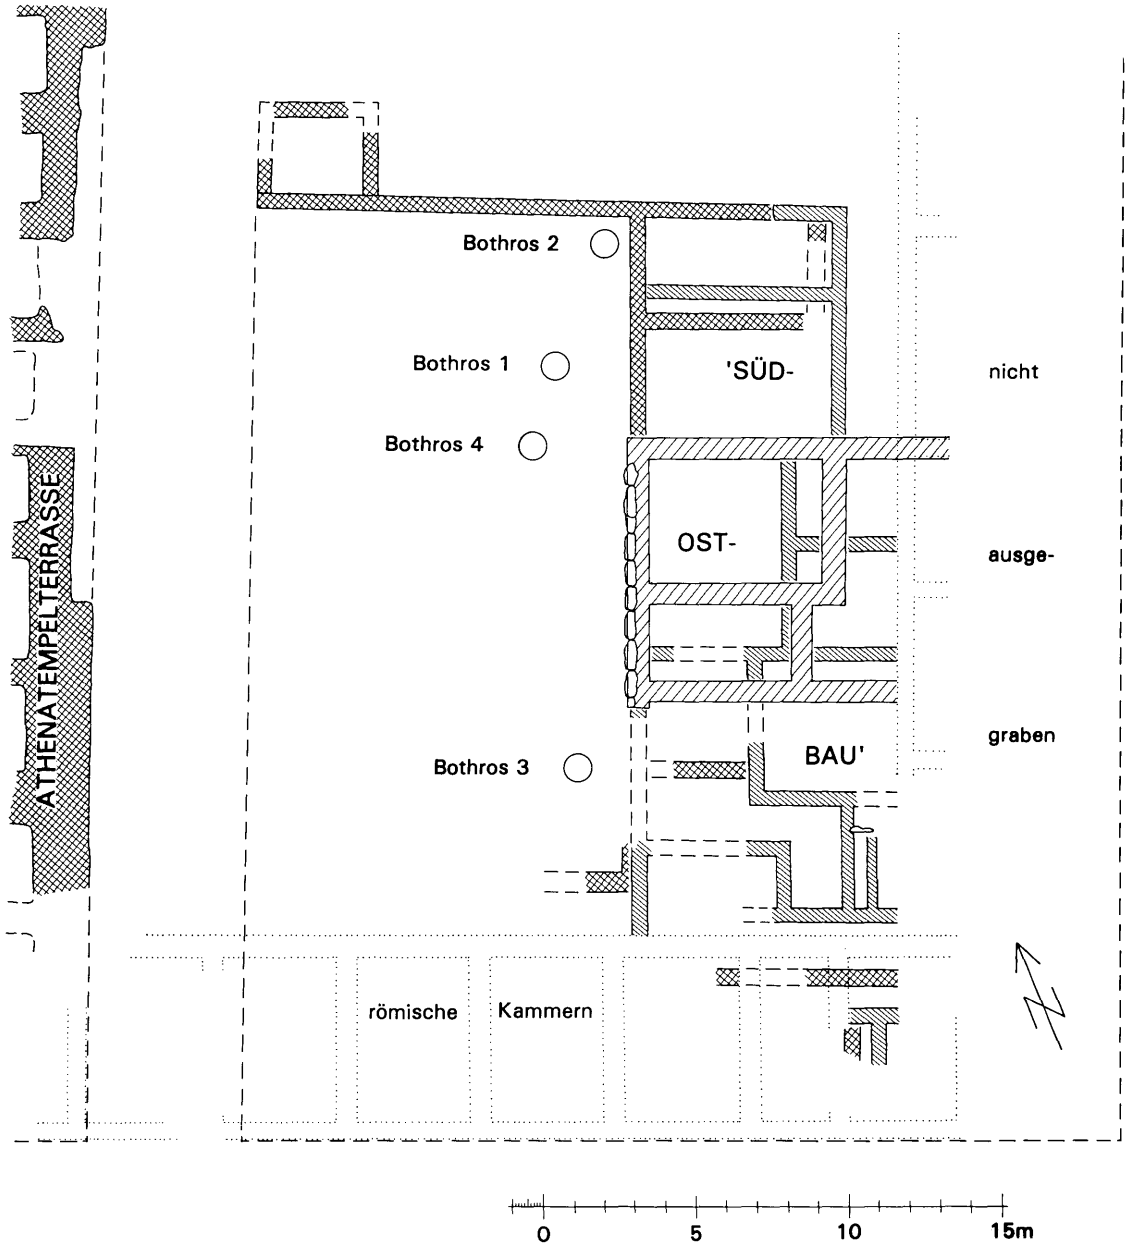 Bothros 2
Bothros 1
'SÜD-
nicht
Bothros 4
ATHENATEMPELTERRASSE
OST-
ausge-
graben
BAU'
Bothros 3
römische Kammern
0 5 10 15m